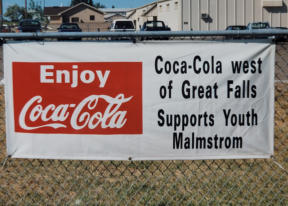 Enjoy
Coca-Cola
Coca-Cola west
of Great Falls
Supports Youth
Malmstrom